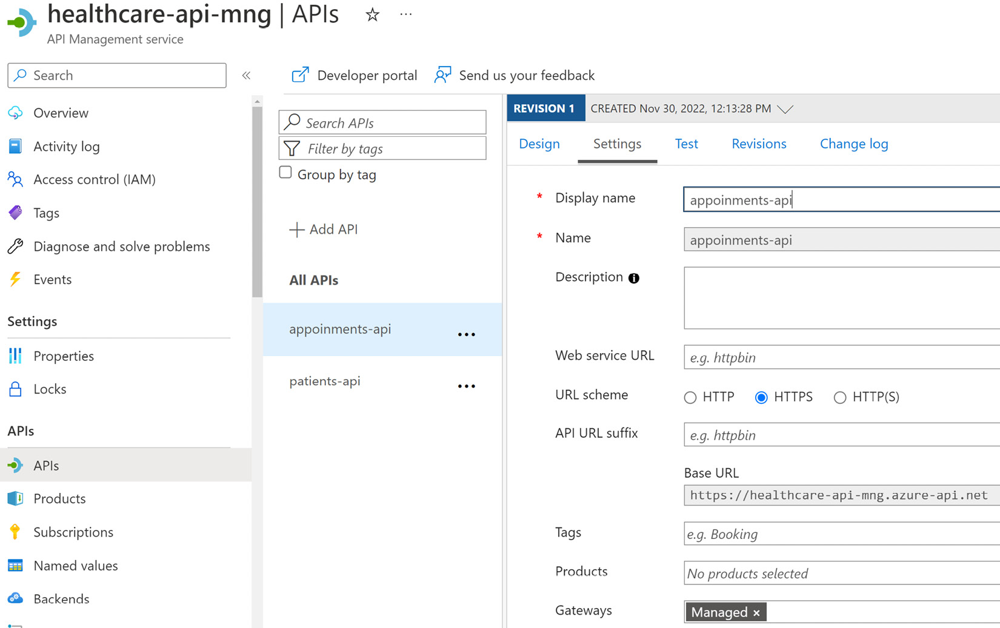 healthcare-api-mng | APIs
API Management service
Search
Overview
Activity log
Access control (IAM)
Tags
Diagnose and solve problems
Events
Settings
Properties
Locks
APIs
APIs
Products
Subscriptions
Named values
Backends
Developer portal
Send us your feedback
Search APIs
Filter by tags
Group by tag
Add API
All APIs
appoinments-api
patients-api
REVISION 1 CREATED Nov 30, 2022, 12:13:28 PM
Design Settings Test Revisions Change log
* Display name appoinments-api
* Name appoinments-api
Description
Web service URL e.g. httpbin
URL scheme HTTP HTTPS HTTP(S)
API URL suffix e.g. httpbin
Base URL
https://healthcare-api-mng.azure-api.net
Tags e.g. Booking
Products No products selected
Gateways Managed ×